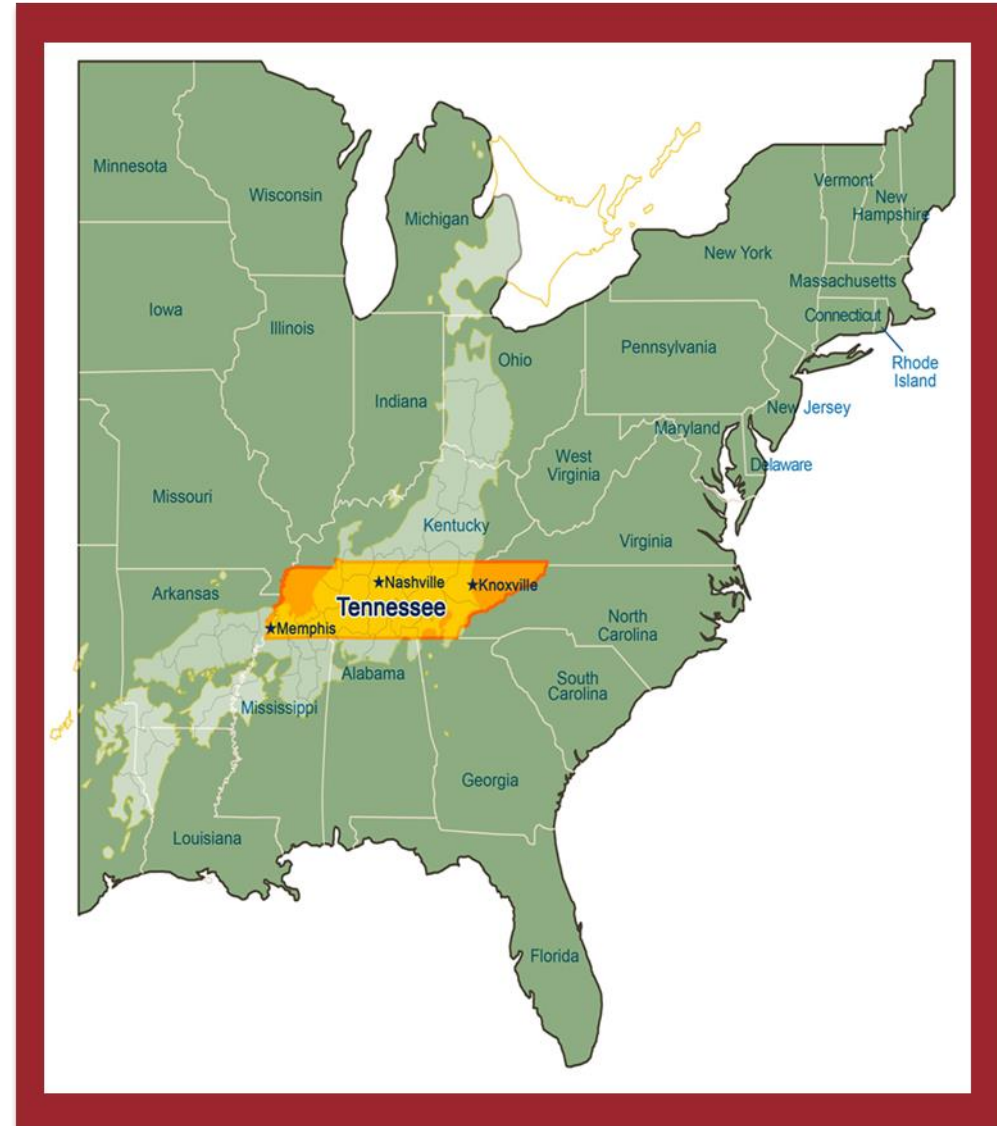 Minnesota
Wisconsin
Michigan
Vermont
New
Hampshire
New York
Massachusetts
Connecticut
Rhode
Island
Iowa
Illinois
Indiana
Ohio
Pennsylvania
New Jersey
Maryland
Delaware
West
Virginia
Missouri
Kentucky
Virginia
Arkansas
★Nashville
★Knoxville
Tennessee
★Memphis
North
Carolina
South
Carolina
Alabama
Mississippi
Georgia
Louisiana
Florida